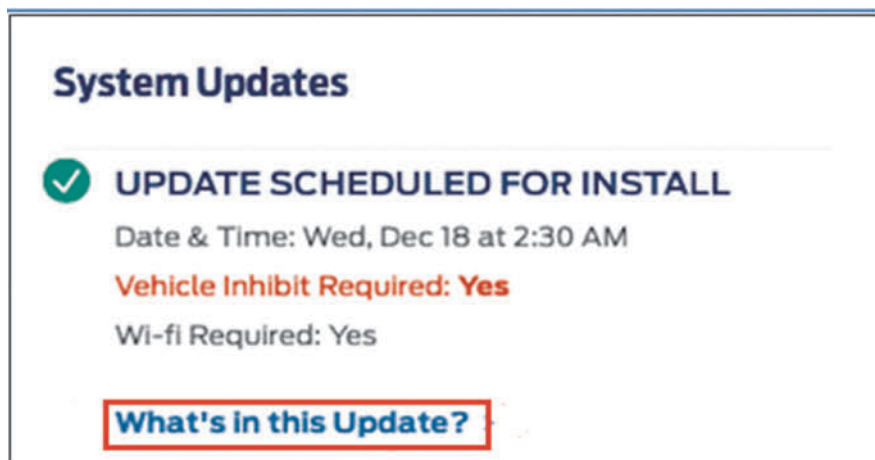 System Updates
UPDATE SCHEDULED FOR INSTALL
Date & Time: Wed, Dec 18 at 2:30 AM
Vehicle Inhibit Required: Yes
Wi-fi Required: Yes
What's in this Update?